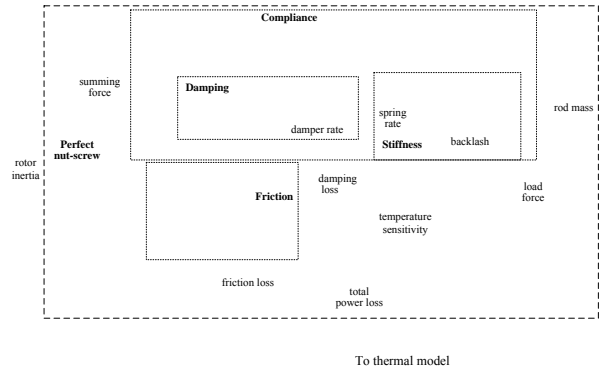 Compliance
summing
force
Damping
damper rate
spring
rate
Stiffness
backlash
rod mass
Perfect
nut-screw
rotor
inertia
Friction
damping
loss
load
force
temperature
sensitivity
friction loss
total
power loss
To thermal model